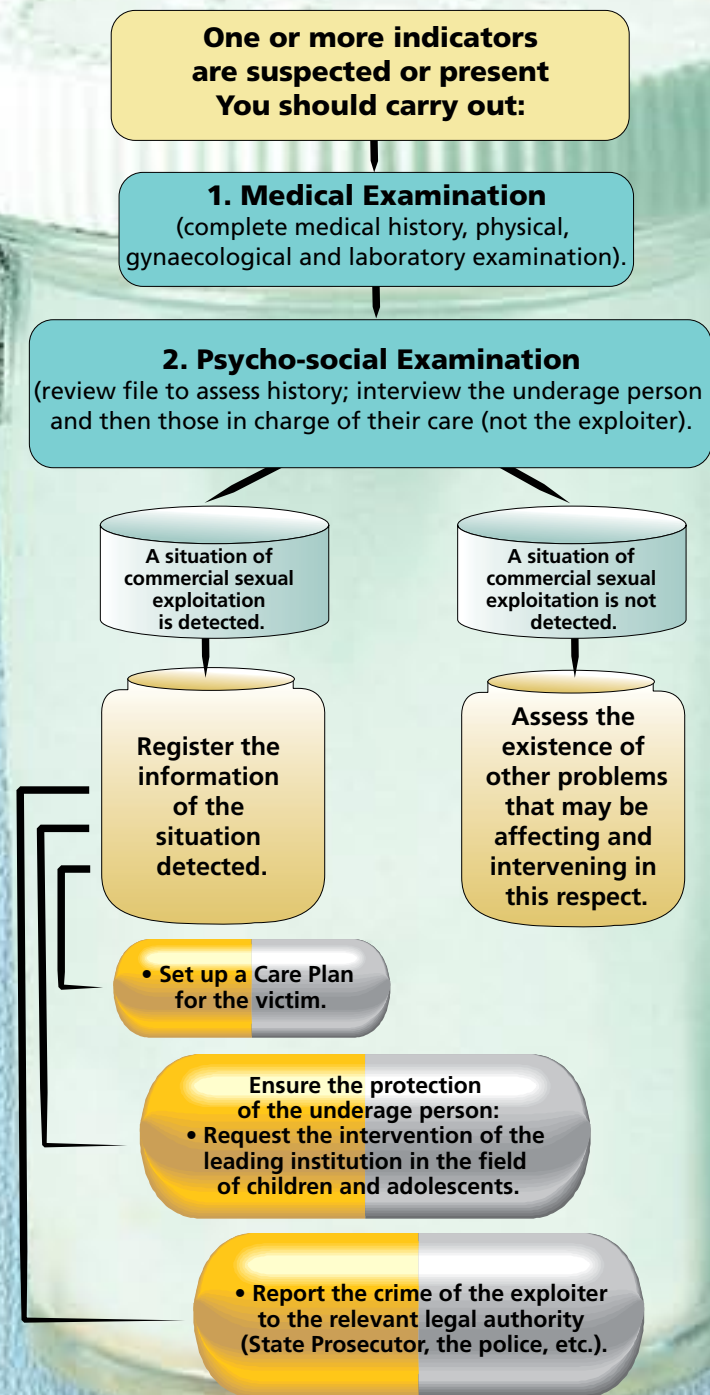 One or more indicators
are suspected or present
You should carry out:
1. Medical Examination
(complete medical history, physical,
gynaecological and laboratory examination).
2. Psycho-social Examination
(review file to assess history; interview the underage person
and then those in charge of their care (not the exploiter).
A situation of
commercial sexual
exploitation
is detected.
A situation of
commercial sexual
exploitation is not
detected.
Register the
information
of the
situation
detected.
Assess the
existence of
other problems
that may be
affecting and
intervening in
this respect.
• Set up a Care Plan
for the victim.
Ensure the protection
of the underage person:
• Request the intervention of the
leading institution in the field
of children and adolescents.
• Report the crime of the exploiter
to the relevant legal authority
(State Prosecutor, the police, etc.).